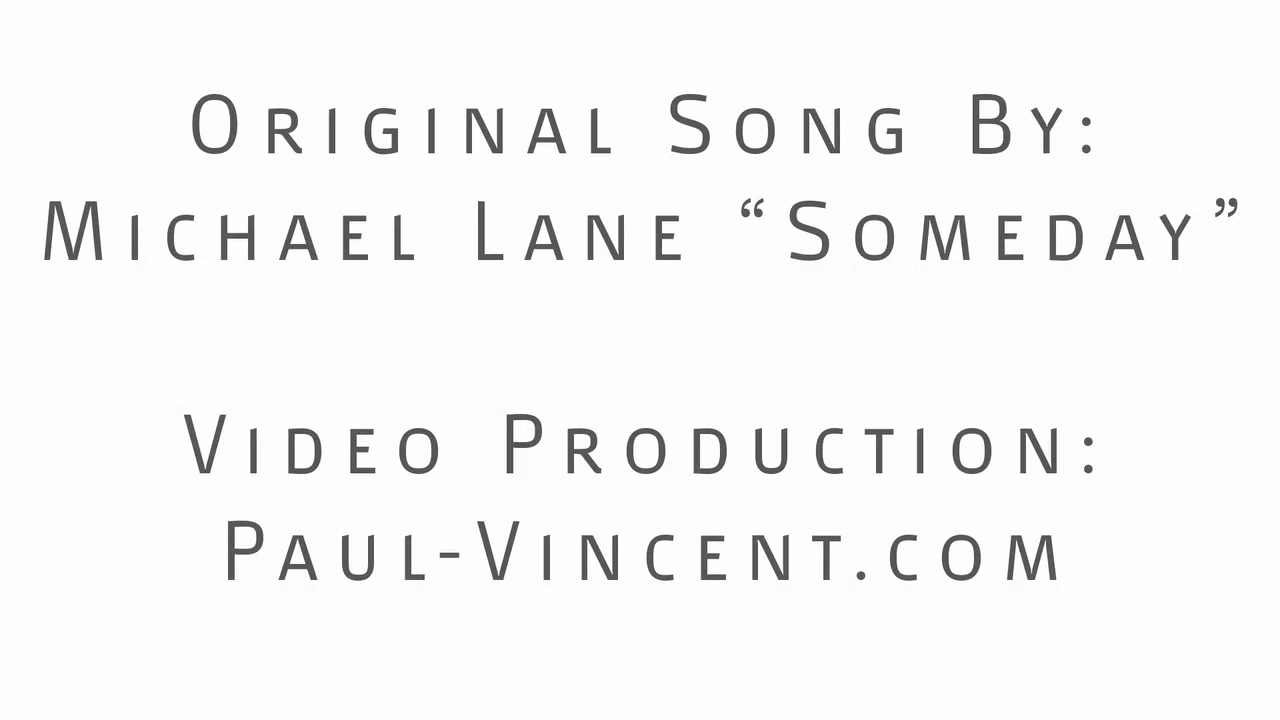 Original Song By:
Michael Lane “Someday”
Video Production:
Paul-Vincent.com